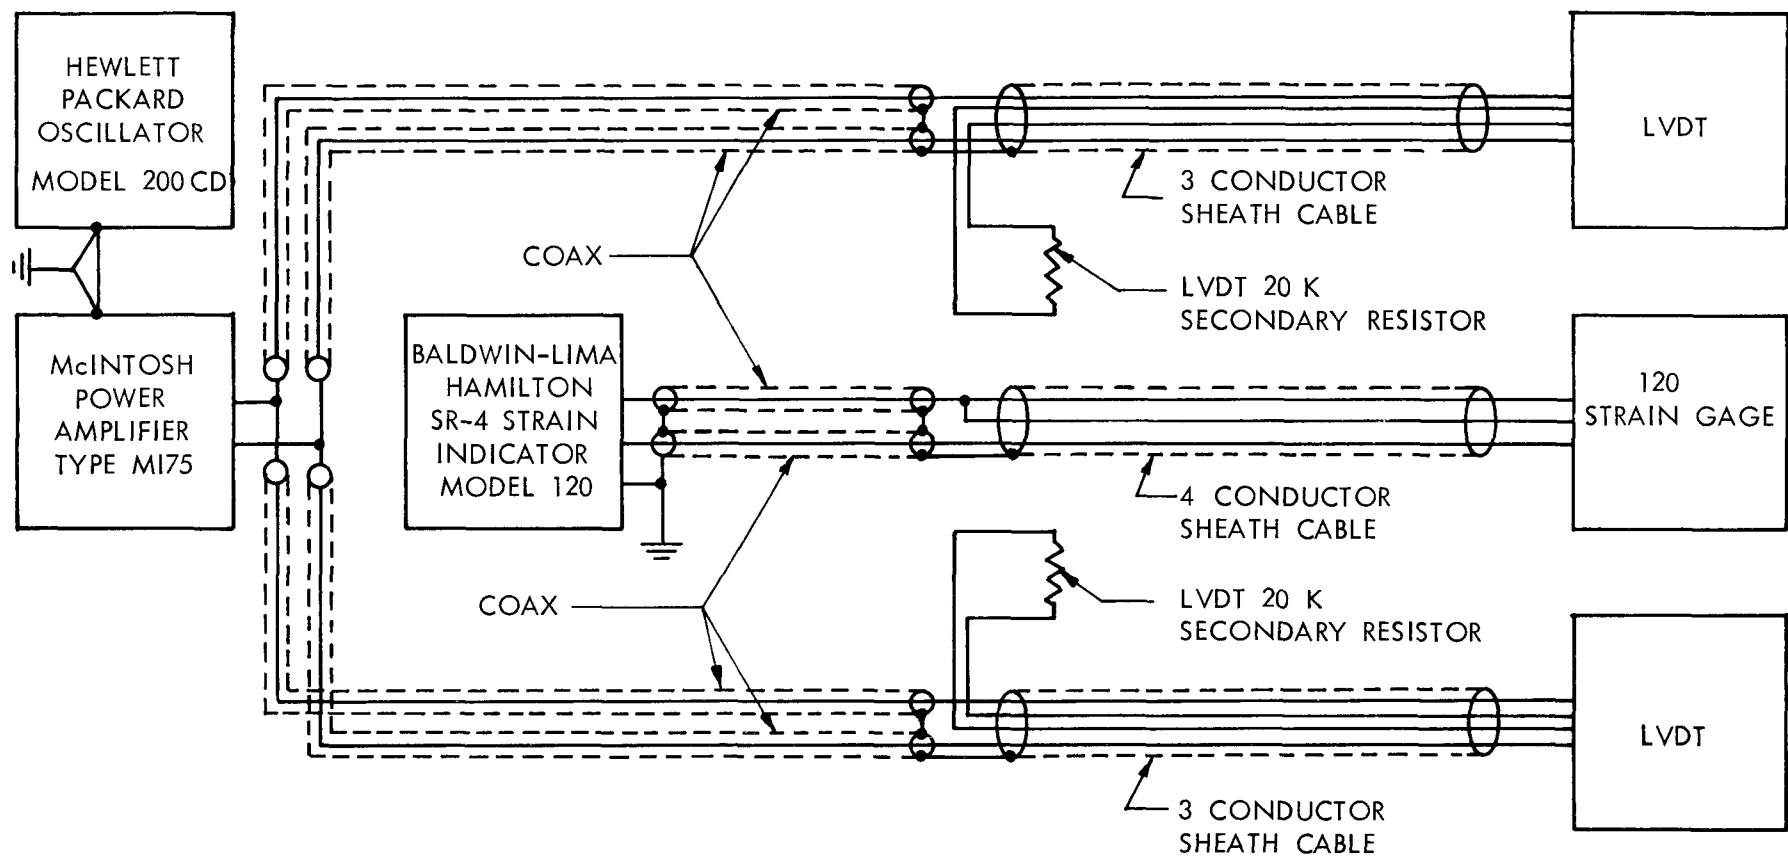 HEWLETT
PACKARD
OSCILLATOR
MODEL 200 CD
LVDT
3 CONDUCTOR
SHEATH CABLE
COAX
LVDT 20 K
SECONDARY RESISTOR
McINTOSH
POWER
AMPLIFIER
TYPE MI75
BALDWIN-LIMA
HAMILTON
SR-4 STRAIN
INDICATOR
MODEL 120
120
STRAIN GAGE
4 CONDUCTOR
SHEATH CABLE
COAX
LVDT 20 K
SECONDARY RESISTOR
LVDT
3 CONDUCTOR
SHEATH CABLE